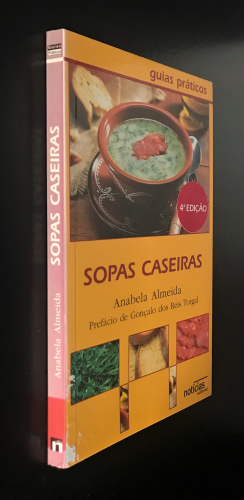 guias práticos
4ª EDIÇÃO
SOPAS CASEIRAS
Anabela Almeida
Prefácio de Gonçalo dos Reis Torgal
notícias
SOPAS CASEIRAS
Anabela Almeida
n